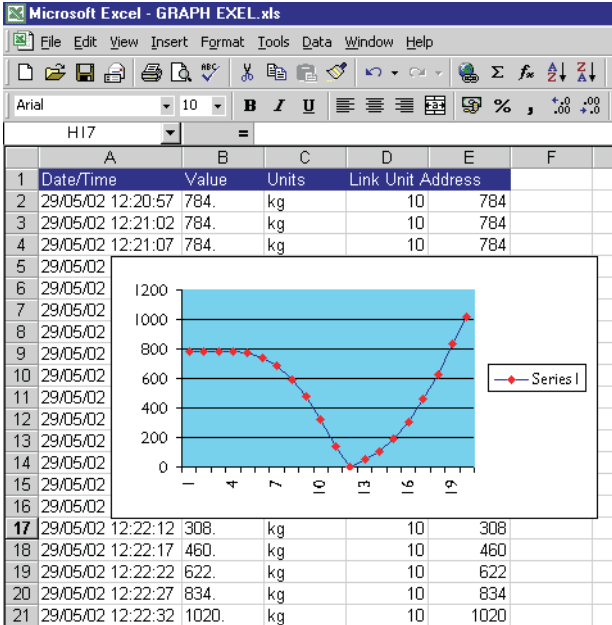 Microsoft Excel - GRAPH EXEL.xls
File Edit View Insert Format Tools Data Window Help
Arial 10 B I U % ,
H17 =
A B C D E F
1 Date/Time Value Units Link Unit Address
2 29/05/02 12:20:57 784. kg 10 784
3 29/05/02 12:21:02 784. kg 10 784
4 29/05/02 12:21:07 784. kg 10 784
5 29/05/02
6 29/05/02
7 29/05/02
8 29/05/02
9 29/05/02
10 29/05/02
11 29/05/02
12 29/05/02
13 29/05/02
14 29/05/02
15 29/05/02
16 29/05/02
1200
1000
800
600
400
200
0
1 4 7 10 13 16 19
Series1
17 29/05/02 12:22:12 308. kg 10 308
18 29/05/02 12:22:17 460. kg 10 460
19 29/05/02 12:22:22 622. kg 10 622
20 29/05/02 12:22:27 834. kg 10 834
21 29/05/02 12:22:32 1020. kg 10 1020